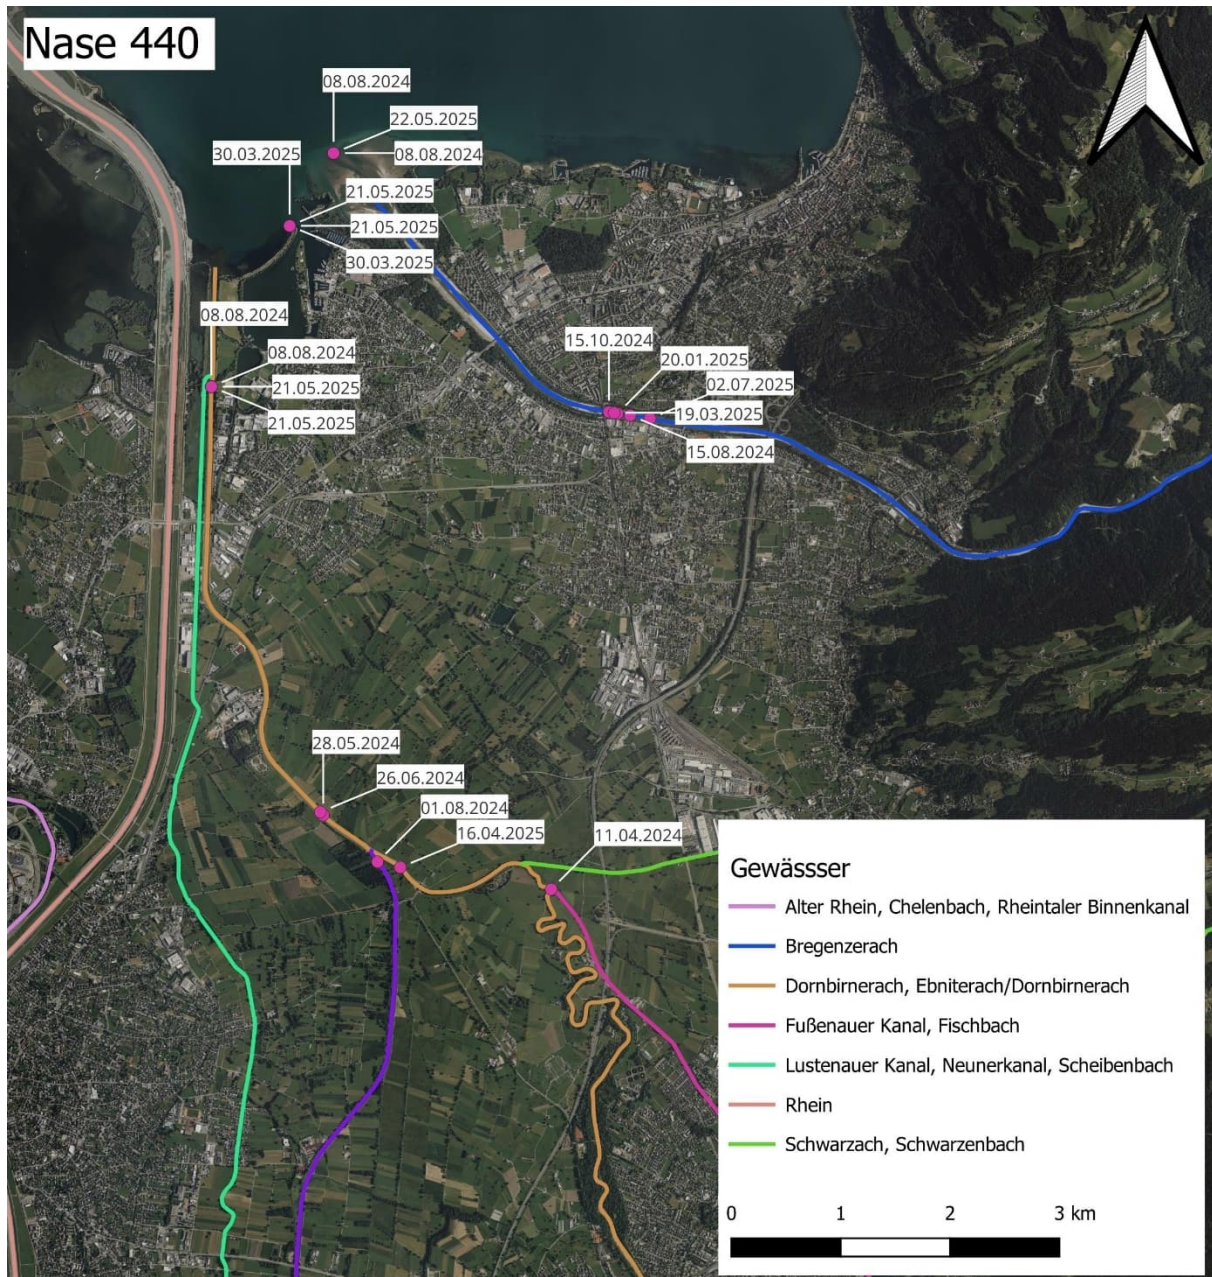 Nase 440
08.08.2024
22.05.2025
30.03.2025
08.08.2024
21.05.2025
21.05.2025
30.03.2025
08.08.2024
15.10.2024
08.08.2024
20.01.2025
21.05.2025
02.07.2025
21.05.2025
19.03.2025
15.08.2024
28.05.2024
26.06.2024
01.08.2024
16.04.2025
11.04.2024
Gewässser
Alter Rhein, Chelenbach, Rheintaler Binnenkanal
Bregenzerach
Dornbirnerach, Ebniterach/Dornbirnerach
Fußenauer Kanal, Fischbach
Lustenauer Kanal, Neunerkanal, Scheibenbach
Rhein
Schwarzach, Schwarzenbach
0 1 2 3 km